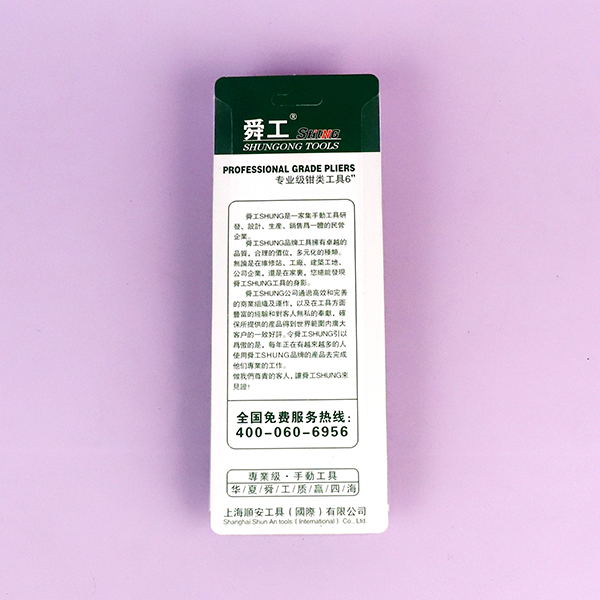 舜工®
SHUNG
SHUNGONG TOOLS
PROFESSIONAL GRADE PLIERS
专业级钳类工具6"
舜工SHUNG是一家集手動工具研
發、設計、生産、銷售爲一體的民營
企業。
舜工SHUNG品牌工具擁有卓越的
品質，合理的價位，多元化的種類。
無論是在維修站、工廠、建築工地、
公司企業，還是在家裏，您總能發現
舜工SHUNG工具的身影。
舜工SHUNG公司通過高效和完善
的商業組織及運作，以及在工具方面
豐富的經驗和對客人無私的奉獻，確
保所提供的産品得到世界範圍内廣大
客户的一致好評。令舜工SHUNG引以
爲傲的是，每年正在有越來越多的人
使用舜工SHUNG品牌的産品去完成
他们專業的工作。
做我們尊貴的客人，讓舜工SHUNG來
見證！
全国免费服务热线：
400-060-6956
專業級·手動工具
华/夏/舜/工/质/赢/四/海
上海順安工具（國際）有限公司
Shanghai Shun An tools ( International ) Co., Ltd.